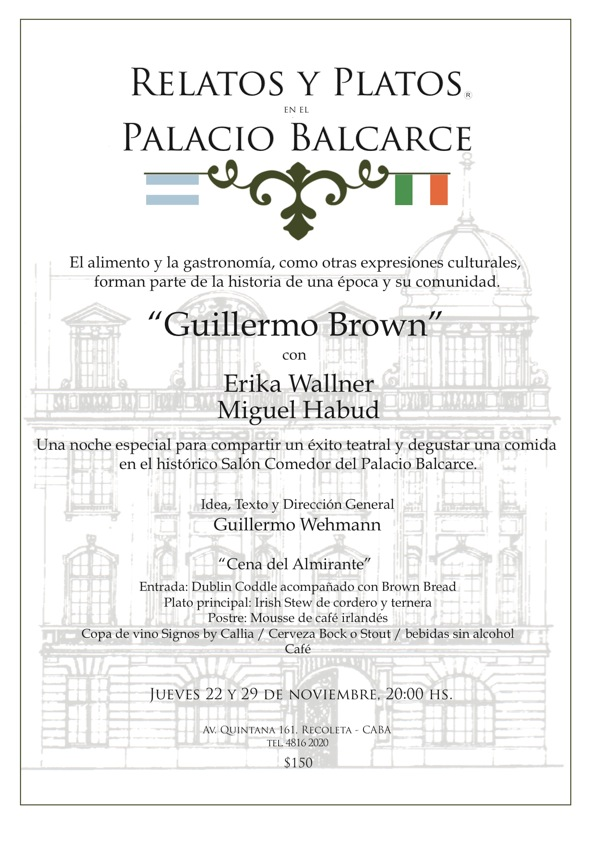 RELATOS Y PLATOS®
EN EL
PALACIO BALCARCE
El alimento y la gastronomía, como otras expresiones culturales,
forman parte de la historia de una época y su comunidad.
“Guillermo Brown”
con
Erika Wallner
Miguel Habud
Una noche especial para compartir un éxito teatral y degustar una comida
en el histórico Salón Comedor del Palacio Balcarce.
Idea, Texto y Dirección General
Guillermo Wehmann
“Cena del Almirante”
Entrada: Dublin Coddle acompañado con Brown Bread
Plato principal: Irish Stew de cordero y ternera
Postre: Mousse de café irlandés
Copa de vino Signos by Callia / Cerveza Bock o Stout / bebidas sin alcohol
Café
JUEVES 22 Y 29 DE NOVIEMBRE, 20:00 HS.
AV. QUINTANA 161, RECOLETA - CABA
TEL. 4816 2020
$150